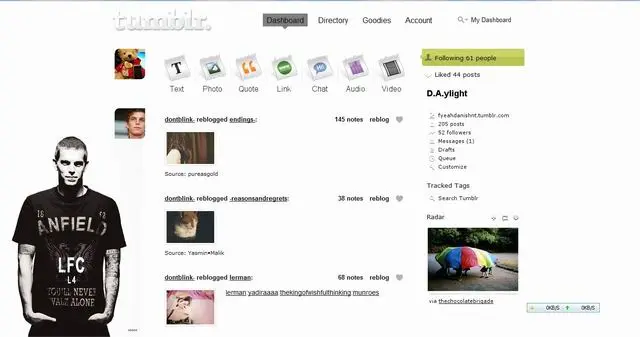 tumblr.
Dashboard
Directory
Goodies
Account
My Dashboard
Text
Photo
Quote
Link
Chat
Audio
Video
Following 61 people
Liked 44 posts
D.A.ylight
fyeahdanishnt.tumblr.com
205 posts
52 followers
Messages (1)
Drafts
Queue
Customize
Tracked Tags
Search Tumblr
Radar
via thechocolatebrigade
dontblink- reblogged endings-:
145 notes reblog
Source: pureasgold
dontblink- reblogged -reasonsandregrets:
38 notes reblog
Source: Yasmin•Malik
dontblink- reblogged lerman:
68 notes reblog
lerman yadiraaaa thekingofwishfulthinking munroes
ANFIELD
LFC
L4
YOU'LL NEVER
WALK ALONE
0KB/S 0KB/S